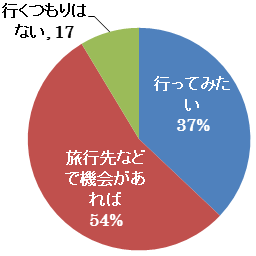 行くつもりは
ない, 17
行ってみた
い
37%
旅行先など
で機会があ
れば
54%